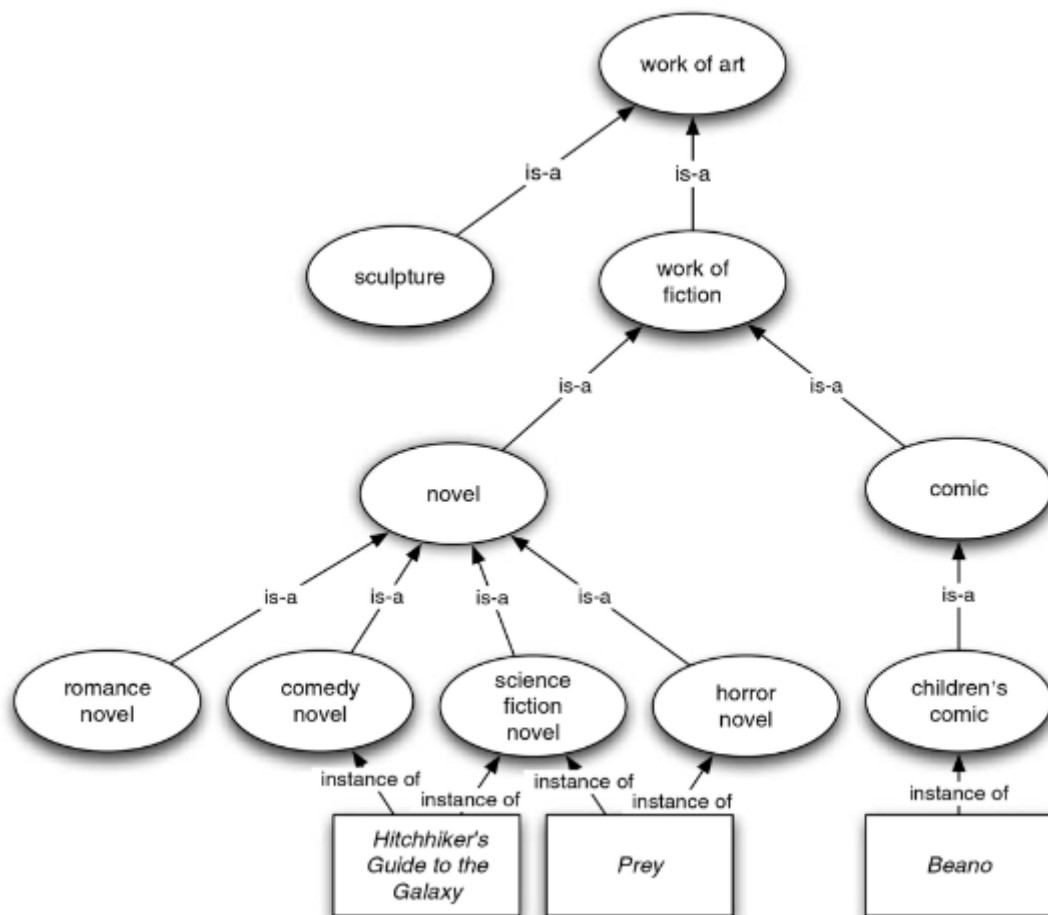 work of art
is-a
is-a
sculpture
work of
fiction
is-a
is-a
novel
comic
is-a
is-a
is-a
is-a
is-a
romance
novel
comedy
novel
science
fiction
novel
horror
novel
children's
comic
instance of
instance of
instance of
instance of
instance of
Hitchhiker's
Guide to the
Galaxy
Prey
Beano